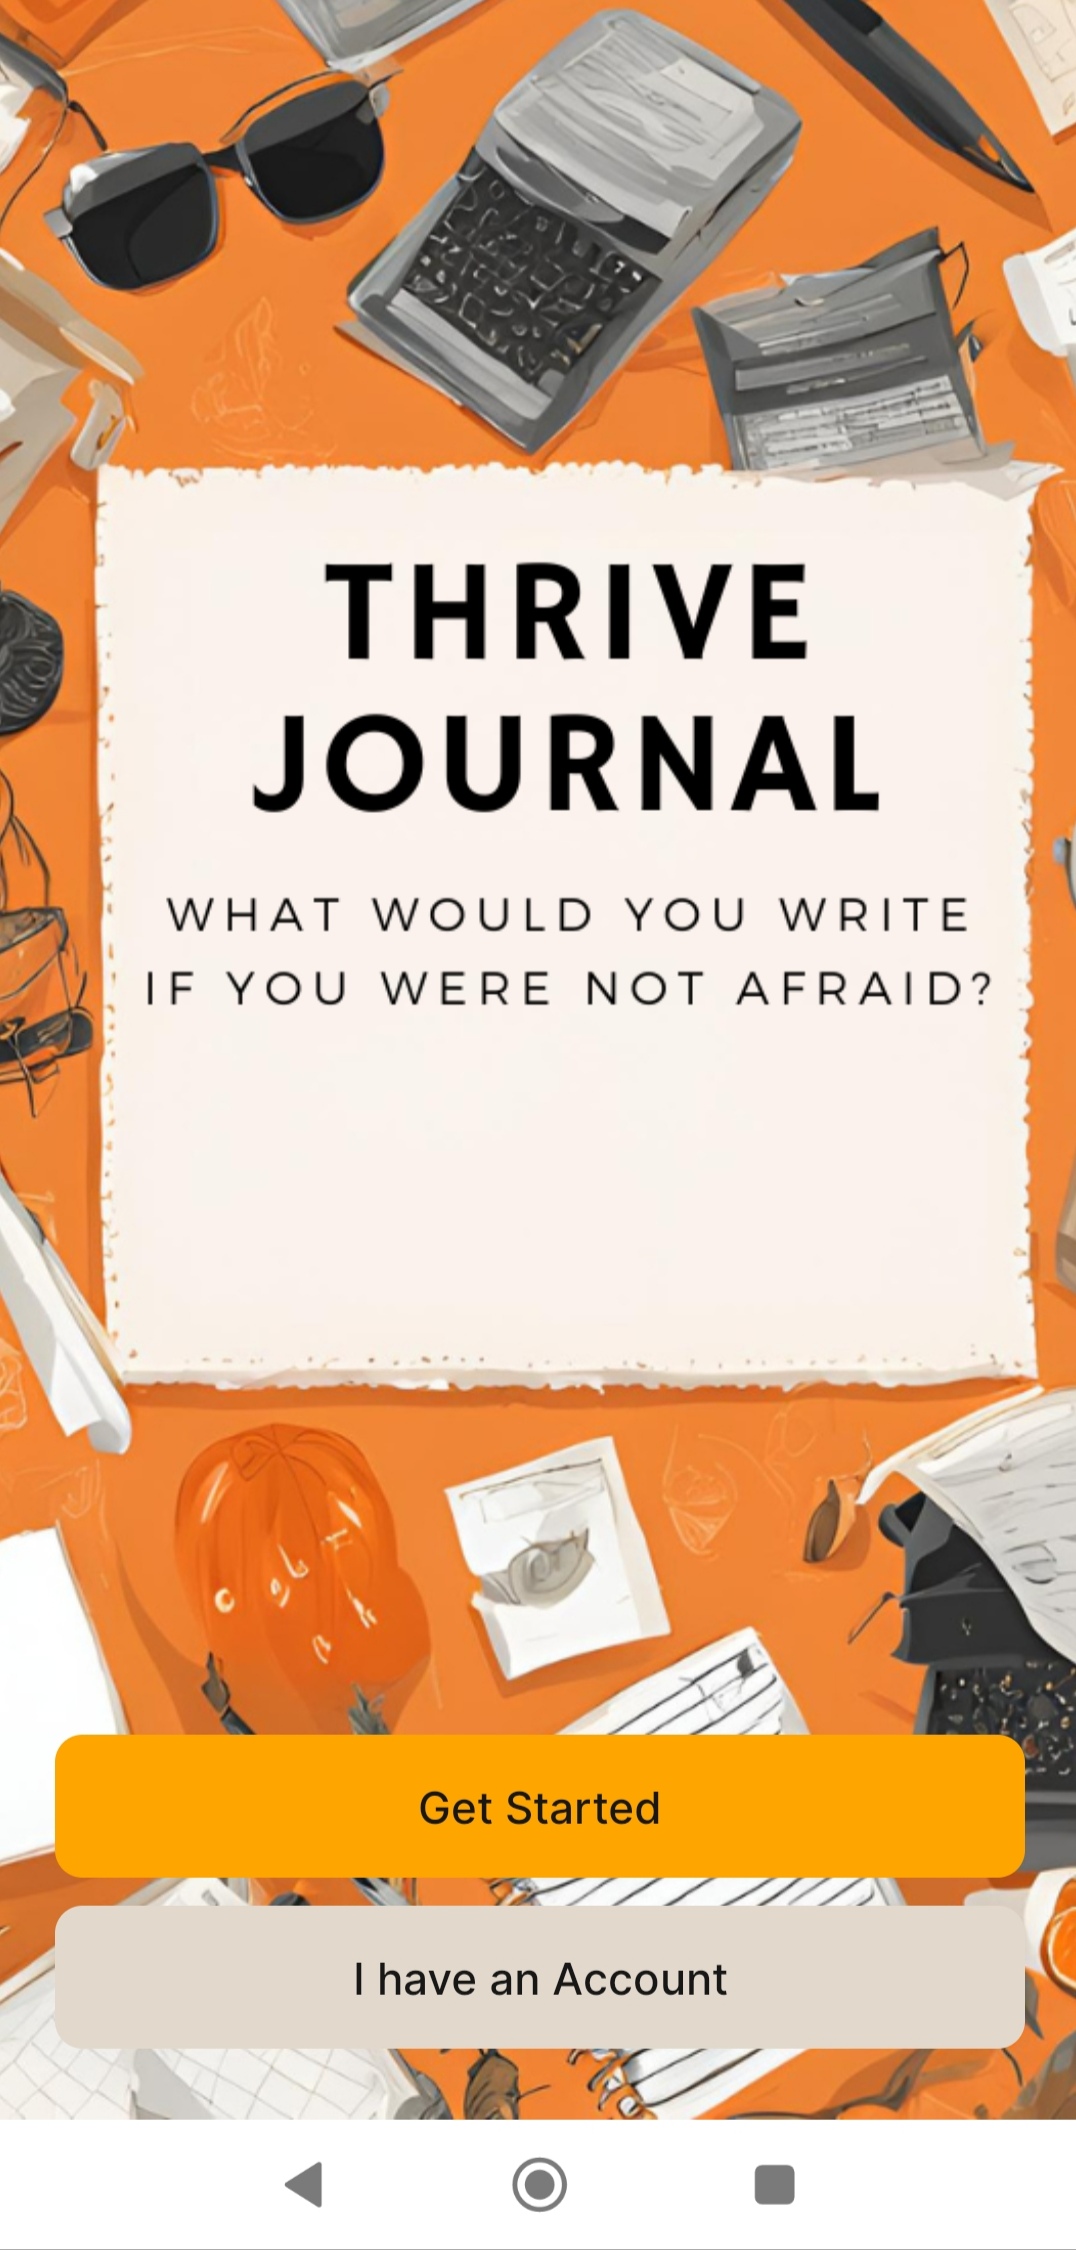 THRIVE
JOURNAL
WHAT WOULD YOU WRITE
IF YOU WERE NOT AFRAID?
Get Started
I have an Account